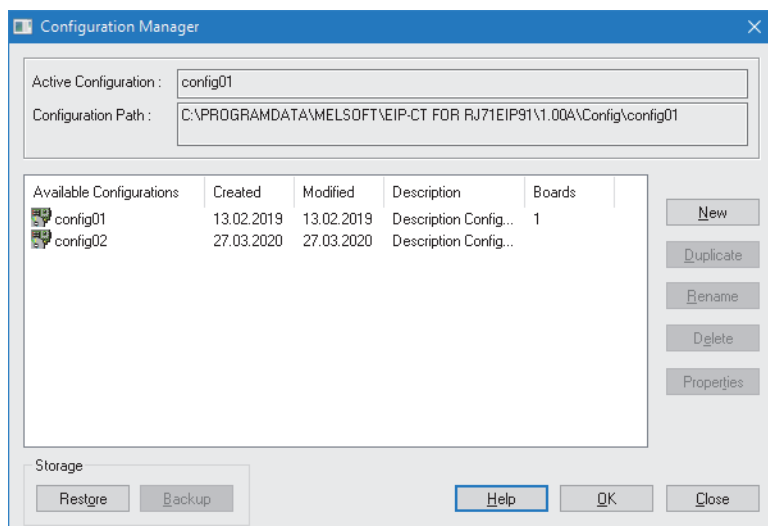 Configuration Manager
Active Configuration : config01
Configuration Path : C:\PROGRAMDATA\MELSOFT\EIP-CT FOR RJ71EIP91\1.00A\Config\config01
Available Configurations Created Modified Description Boards
config01 13.02.2019 13.02.2019 Description Config... 1
config02 27.03.2020 27.03.2020 Description Config...
New
Duplicate
Rename
Delete
Properties
Storage
Restore Backup Help OK Close